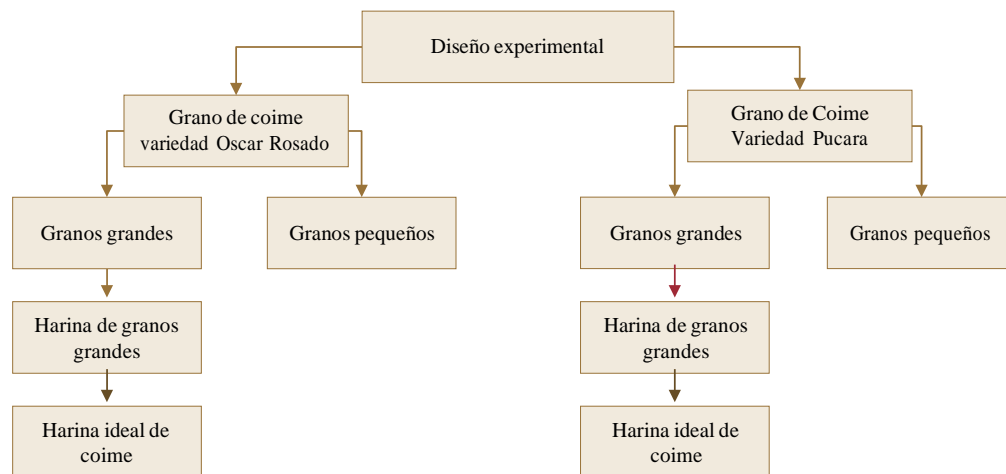 Diseño experimental
Grano de coime
variedad Oscar Rosado
Grano de Coime
Variedad Pucara
Granos grandes
Granos pequeños
Granos grandes
Granos pequeños
Harina de granos
grandes
Harina de granos
grandes
Harina ideal de
coime
Harina ideal de
coime